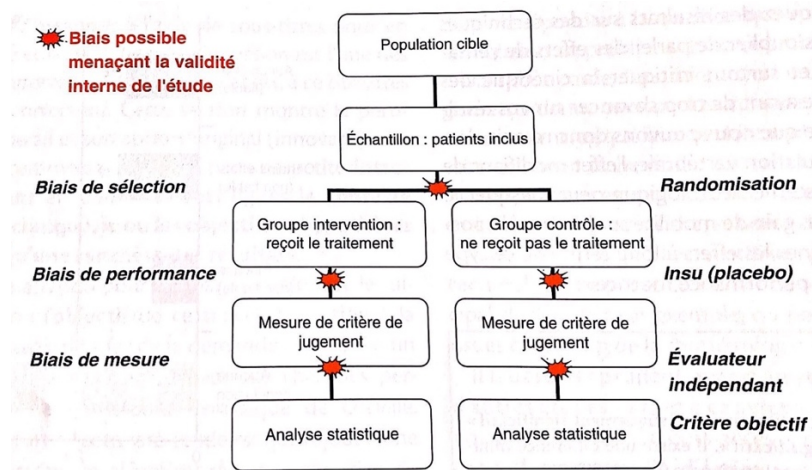 Biais possible
menaçant la validité
interne de l'étude
Population cible
Échantillon : patients inclus
Biais de sélection
Randomisation
Groupe intervention :
reçoit le traitement
Groupe contrôle :
ne reçoit pas le traitement
Biais de performance
Insu (placebo)
Mesure de critère de
jugement
Mesure de critère de
jugement
Biais de mesure
Évaluateur
indépendant
Analyse statistique
Analyse statistique
Critère objectif